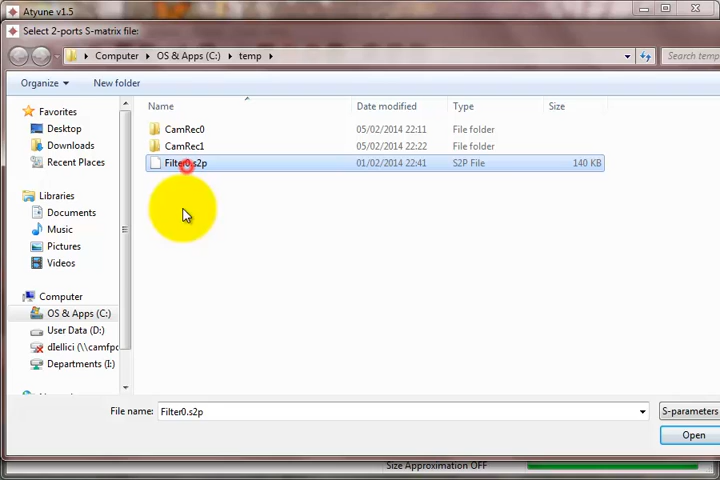 Atyune v1.5
Select 2-ports S-matrix file:
Computer OS & Apps (C:) temp Search temp
Organize New folder
Name Date modified Type Size
Favorites
Desktop
Downloads
Recent Places
Libraries
Documents
Music
Pictures
Videos
Computer
OS & Apps (C:)
User Data (D:)
dlellici (\\camfpc
Departments (I:)
CamRec0 05/02/2014 22:11 File folder
CamRec1 05/02/2014 22:22 File folder
Filter0.s2p 01/02/2014 22:41 S2P File 140 KB
File name: Filter0.s2p S-parameters
Open
Size Approximation OFF